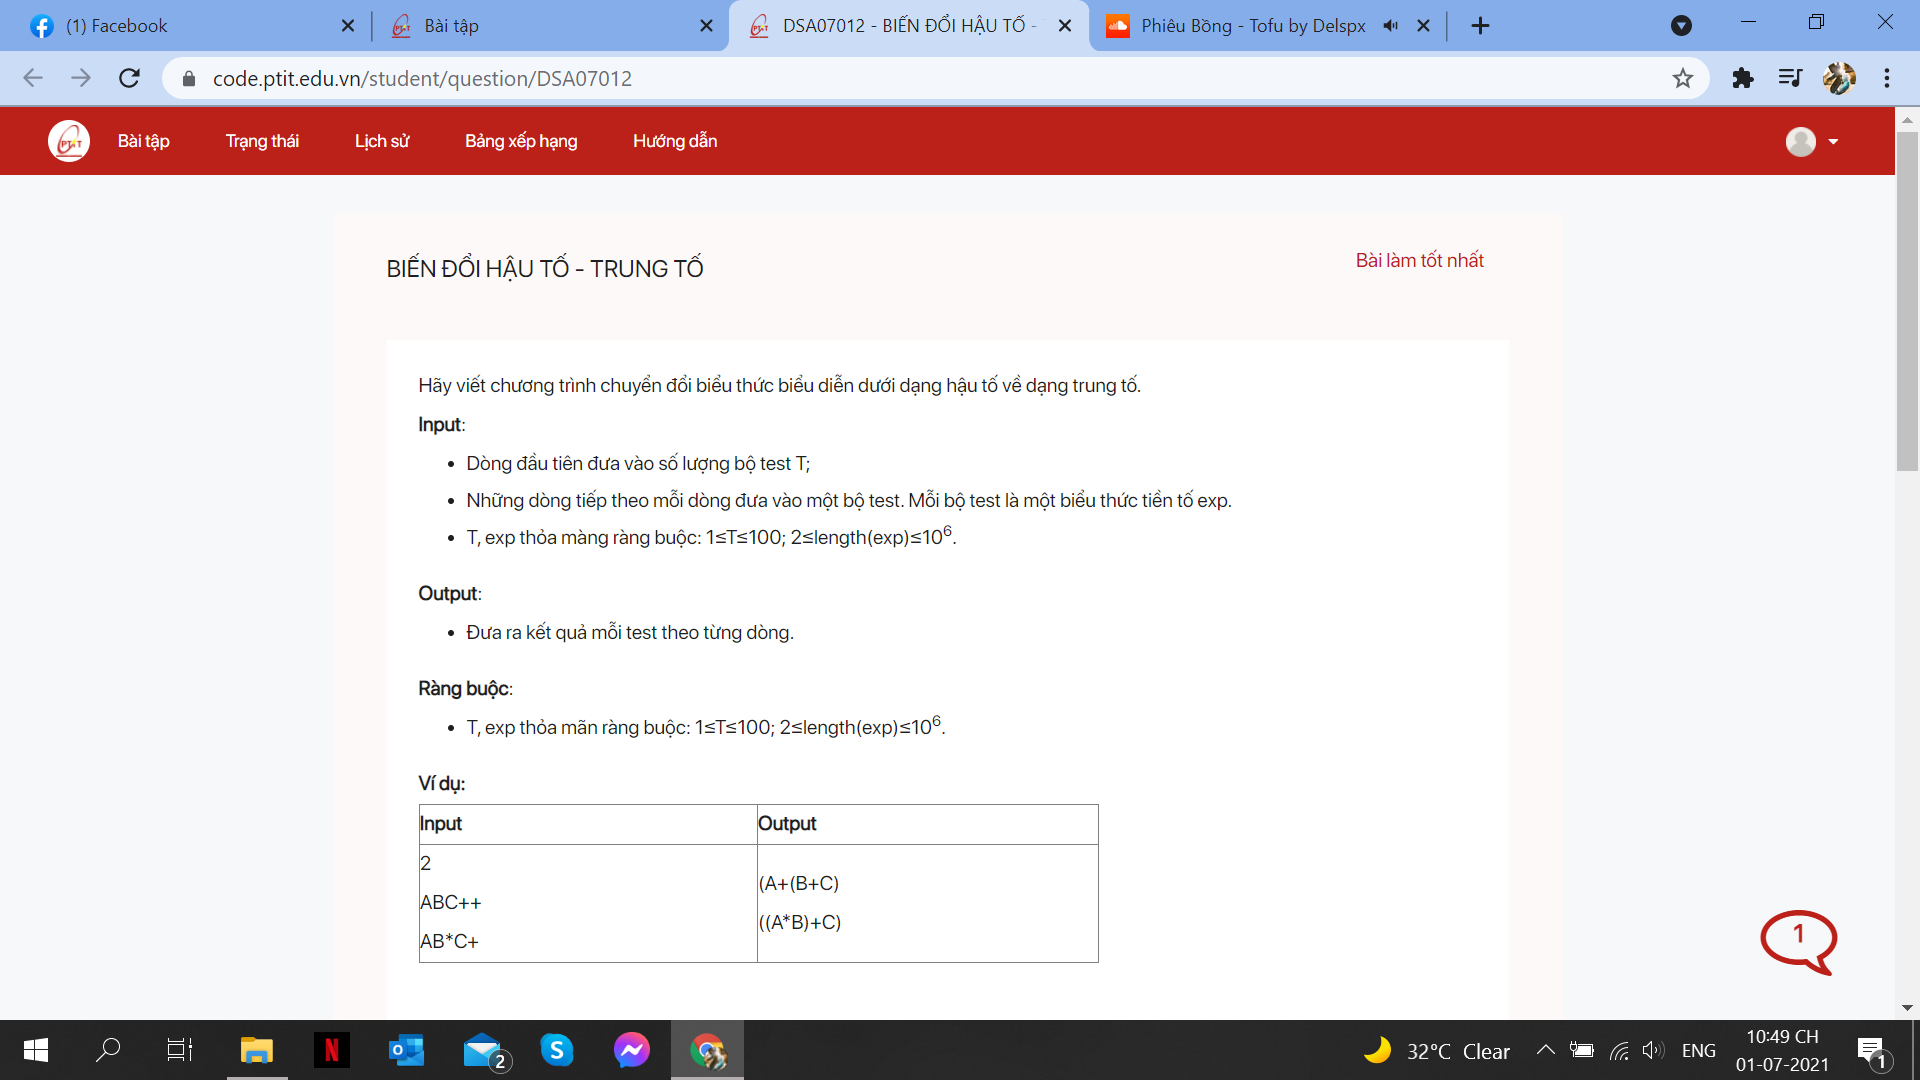 (1) Facebook
Bài tập
DSA07012 - BIẾN ĐỔI HẬU TỐ -
Phiêu Bồng - Tofu by Delspx
code.ptit.edu.vn/student/question/DSA07012
PTIT
Bài tập
Trạng thái
Lịch sử
Bảng xếp hạng
Hướng dẫn
BIẾN ĐỔI HẬU TỐ - TRUNG TỐ
Bài làm tốt nhất
Hãy viết chương trình chuyển đổi biểu thức biểu diễn dưới dạng hậu tố về dạng trung tố.
Input:
• Dòng đầu tiên đưa vào số lượng bộ test T;
• Những dòng tiếp theo mỗi dòng đưa vào một bộ test. Mỗi bộ test là một biểu thức tiền tố exp.
• T, exp thỏa màng ràng buộc: 1≤T≤100; 2≤length(exp)≤10⁶.
Output:
• Đưa ra kết quả mỗi test theo từng dòng.
Ràng buộc:
• T, exp thỏa mãn ràng buộc: 1≤T≤100; 2≤length(exp)≤10⁶.
Ví dụ:
Input
Output
2
ABC++
AB*C+
(A+(B+C)
((A*B)+C)
1
N
2
S
32°C Clear
ENG
10:49 CH
01-07-2021
1